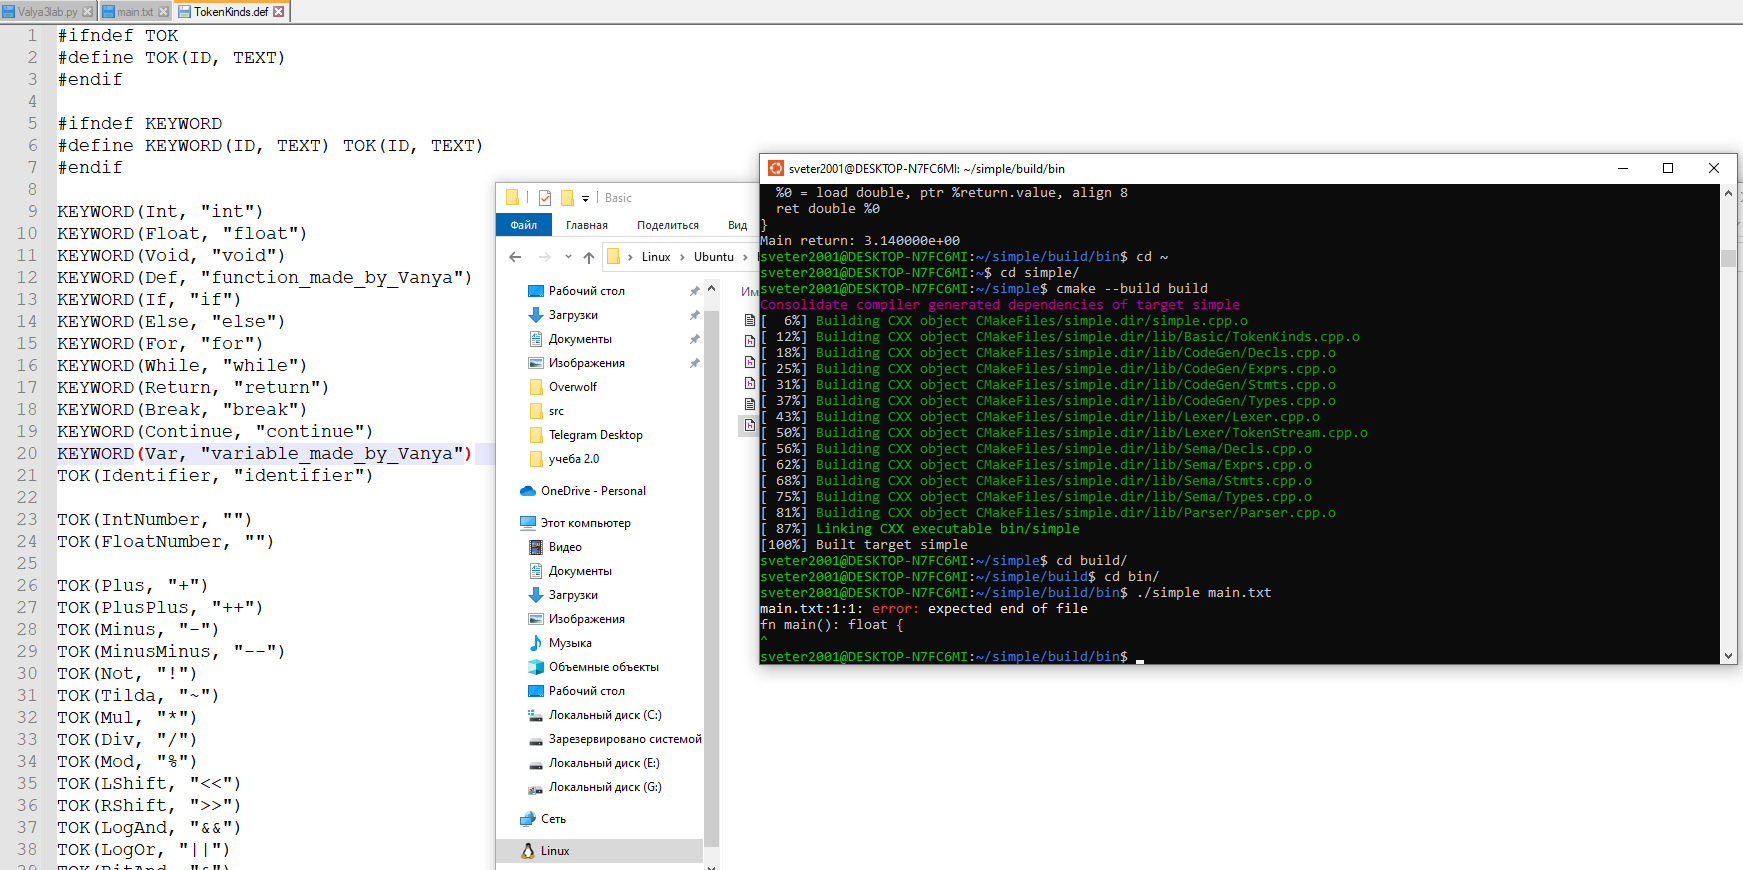 Valya3lab.py
main.txt
TokenKinds.def
1 #ifndef TOK
2 #define TOK(ID, TEXT)
3 #endif
4
5 #ifndef KEYWORD
6 #define KEYWORD(ID, TEXT) TOK(ID, TEXT)
7 #endif
8
9 KEYWORD(Int, "int")
10 KEYWORD(Float, "float")
11 KEYWORD(Void, "void")
12 KEYWORD(Def, "function_made_by_Vanya")
13 KEYWORD(If, "if")
14 KEYWORD(Else, "else")
15 KEYWORD(For, "for")
16 KEYWORD(While, "while")
17 KEYWORD(Return, "return")
18 KEYWORD(Break, "break")
19 KEYWORD(Continue, "continue")
20 KEYWORD(Var, "variable_made_by_Vanya")
21 TOK(Identifier, "identifier")
22
23 TOK(IntNumber, "")
24 TOK(FloatNumber, "")
25
26 TOK(Plus, "+")
27 TOK(PlusPlus, "++")
28 TOK(Minus, "-")
29 TOK(MinusMinus, "--")
30 TOK(Not, "!")
31 TOK(Tilda, "~")
32 TOK(Mul, "*")
33 TOK(Div, "/")
34 TOK(Mod, "%")
35 TOK(LShift, "<<")
36 TOK(RShift, ">>")
37 TOK(LogAnd, "&&")
38 TOK(LogOr, "||")
Basic
Файл Главная Поделиться Вид
Linux Ubuntu
Рабочий стол
Загрузки
Документы
Изображения
Overwolf
src
Telegram Desktop
учеба 2.0
OneDrive - Personal
Этот компьютер
Видео
Документы
Загрузки
Изображения
Музыка
Объемные объекты
Рабочий стол
Локальный диск (C:)
Зарезервировано системой
Локальный диск (E:)
Локальный диск (G:)
Сеть
Linux
sveter2001@DESKTOP-N7FC6MI: ~/simple/build/bin
%0 = load double, ptr %return.value, align 8
ret double %0
}
Main return: 3.140000e+00
sveter2001@DESKTOP-N7FC6MI:~/simple/build/bin$ cd ~
sveter2001@DESKTOP-N7FC6MI:~$ cd simple/
sveter2001@DESKTOP-N7FC6MI:~/simple$ cmake --build build
Consolidate compiler generated dependencies of target simple
[  6%] Building CXX object CMakeFiles/simple.dir/simple.cpp.o
[ 12%] Building CXX object CMakeFiles/simple.dir/lib/Basic/TokenKinds.cpp.o
[ 18%] Building CXX object CMakeFiles/simple.dir/lib/CodeGen/Decls.cpp.o
[ 25%] Building CXX object CMakeFiles/simple.dir/lib/CodeGen/Exprs.cpp.o
[ 31%] Building CXX object CMakeFiles/simple.dir/lib/CodeGen/Stmts.cpp.o
[ 37%] Building CXX object CMakeFiles/simple.dir/lib/CodeGen/Types.cpp.o
[ 43%] Building CXX object CMakeFiles/simple.dir/lib/Lexer/Lexer.cpp.o
[ 50%] Building CXX object CMakeFiles/simple.dir/lib/Lexer/TokenStream.cpp.o
[ 56%] Building CXX object CMakeFiles/simple.dir/lib/Sema/Decls.cpp.o
[ 62%] Building CXX object CMakeFiles/simple.dir/lib/Sema/Exprs.cpp.o
[ 68%] Building CXX object CMakeFiles/simple.dir/lib/Sema/Stmts.cpp.o
[ 75%] Building CXX object CMakeFiles/simple.dir/lib/Sema/Types.cpp.o
[ 81%] Building CXX object CMakeFiles/simple.dir/lib/Parser/Parser.cpp.o
[ 87%] Linking CXX executable bin/simple
[100%] Built target simple
sveter2001@DESKTOP-N7FC6MI:~/simple$ cd build/
sveter2001@DESKTOP-N7FC6MI:~/simple/build$ cd bin/
sveter2001@DESKTOP-N7FC6MI:~/simple/build/bin$ ./simple main.txt
main.txt:1:1: error: expected end of file
fn main(): float {
^
sveter2001@DESKTOP-N7FC6MI:~/simple/build/bin$